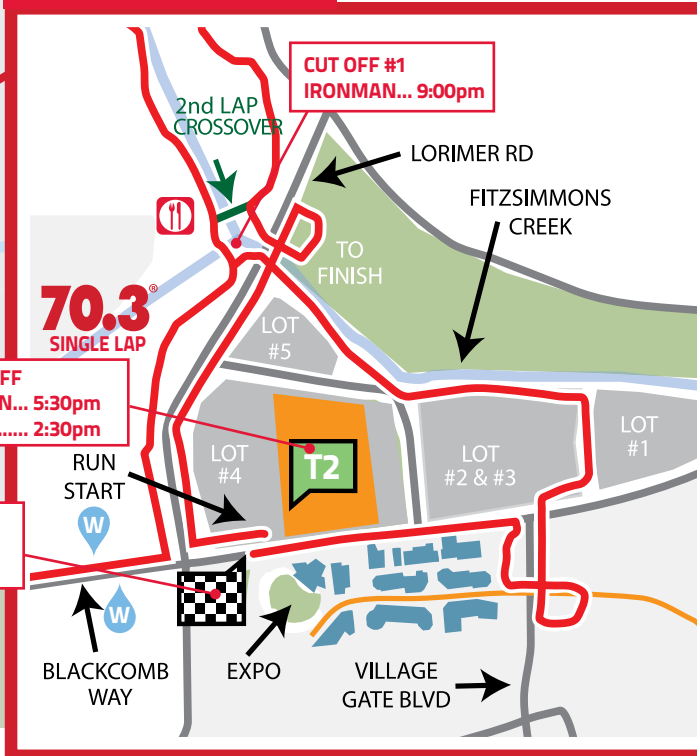 CUT OFF #1
IRONMAN... 9:00pm
2nd LAP
CROSSOVER
LORIMER RD
FITZSIMMONS
CREEK
TO
FINISH
70.3®
SINGLE LAP
LOT
#5
FF
N... 5:30pm
...... 2:30pm
LOT
#1
LOT
#4
T2
LOT
#2 & #3
RUN
START
W
W
BLACKCOMB
WAY
EXPO
VILLAGE
GATE BLVD